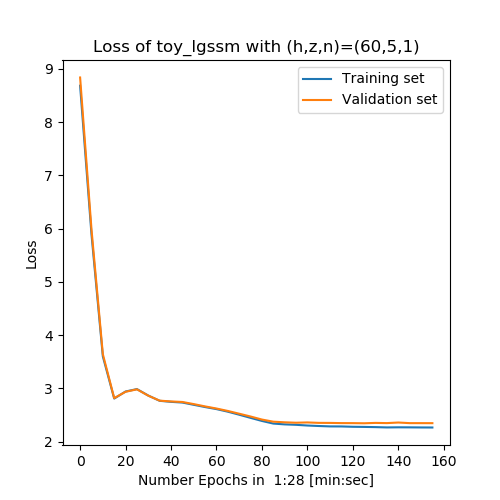 Loss of toy_lgssm with (h,z,n)=(60,5,1)
Training set
Validation set
9
8
7
6
5
4
3
2
Loss
0 20 40 60 80 100 120 140 160
Number Epochs in  1:28 [min:sec]